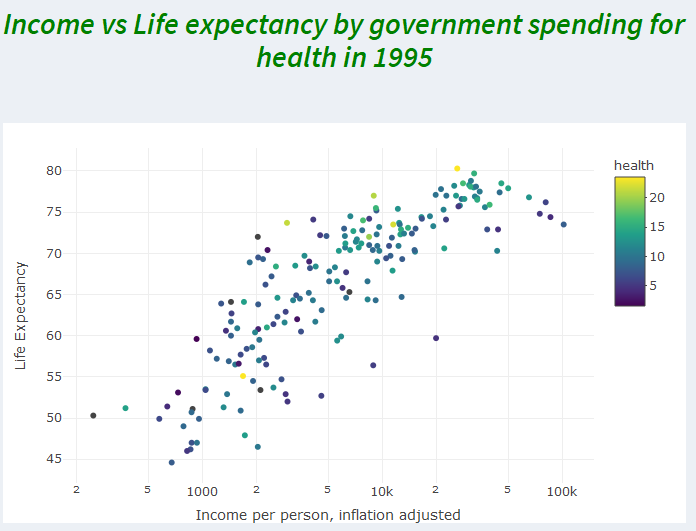 Income vs Life expectancy by government spending for
health in 1995
health
20
15
10
5
80
75
70
65
60
55
50
45
Life Expectancy
2 5 1000 2 5 10k 2 5 100k
Income per person, inflation adjusted